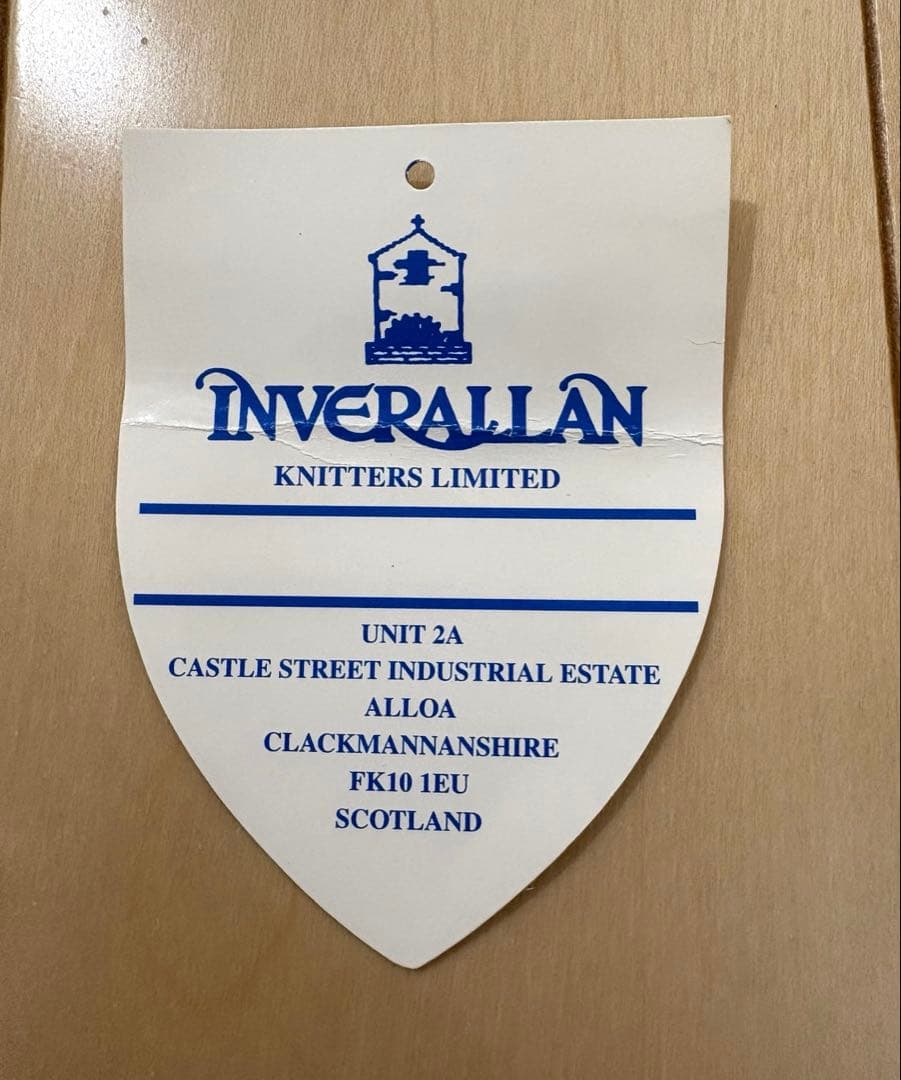 INVERALLAN
KNITTERS LIMITED
UNIT 2A
CASTLE STREET INDUSTRIAL ESTATE
ALLOA
CLACKMANNANSHIRE
FK10 1EU
SCOTLAND